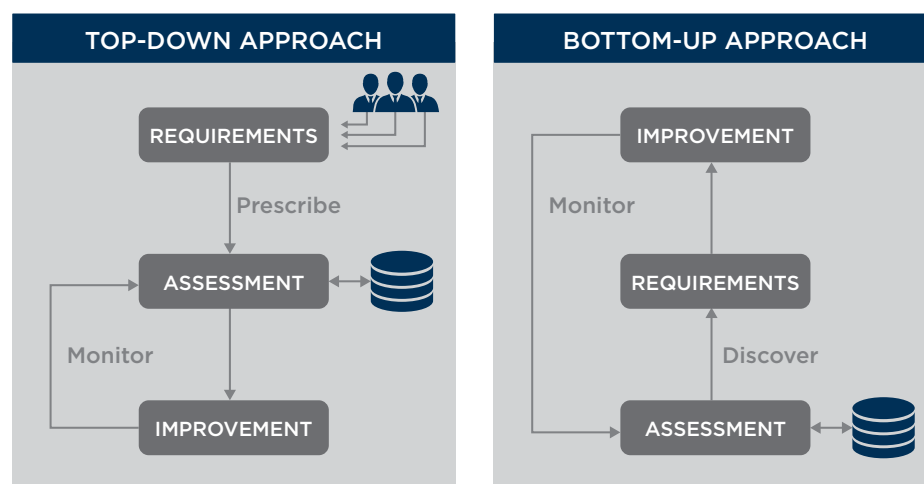 TOP-DOWN APPROACH
REQUIREMENTS
Prescribe
ASSESSMENT
Monitor
IMPROVEMENT
BOTTOM-UP APPROACH
IMPROVEMENT
Monitor
REQUIREMENTS
Discover
ASSESSMENT